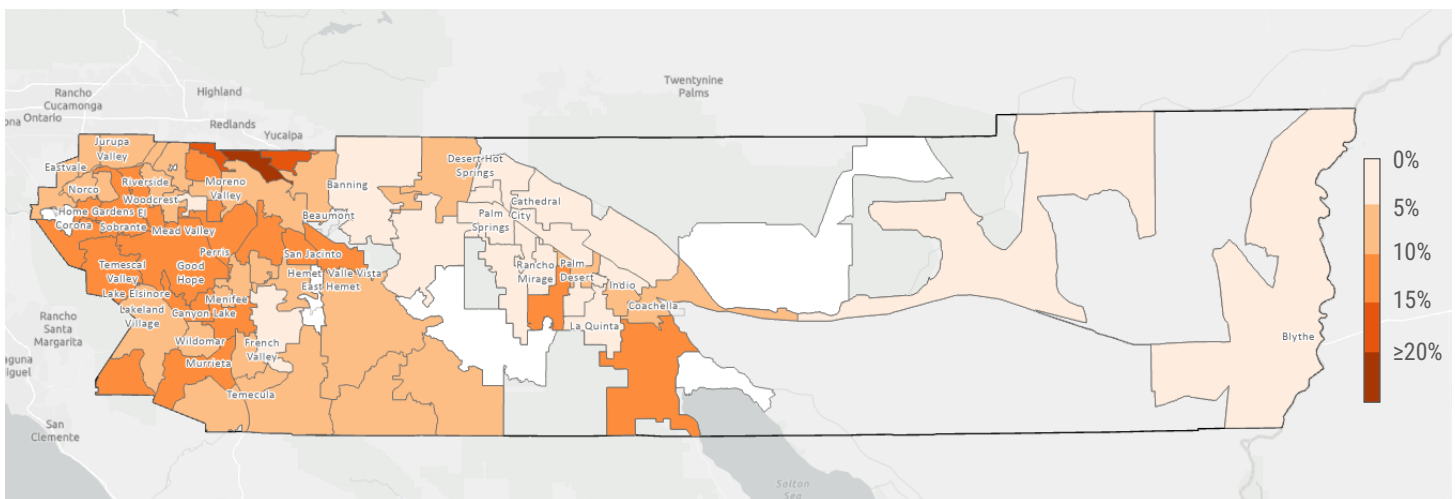 Twentynine
Palms
Rancho
Cucamonga
Highland
ona
Ontario
Redlands
Yucaipa
Jurupa
Valley
Eastvale
Norco
Riverside
Woodcrest
Moreno
Valley
Home Gardens El
Corona
Sobrante
Mead Valley
Beaumont
Banning
Desert Hot
Springs
Cathedral
City
Palm
Springs
Perris
San Jacinto
Temescal
Valley
Good
Hope
Hemet
Valle Vista
East Hemet
Rancho
Mirage
Palm
Desert
Indio
Coachella
La Quinta
Lake Elsinore
Menifee
Lakeland
Village
Canyon Lake
Wildomar
French
Valley
Murrieta
Temecula
Rancho
Santa
Margarita
aguna
iguel
San
Clemente
Salton
Sea
Blythe
0%
5%
10%
15%
≥20%